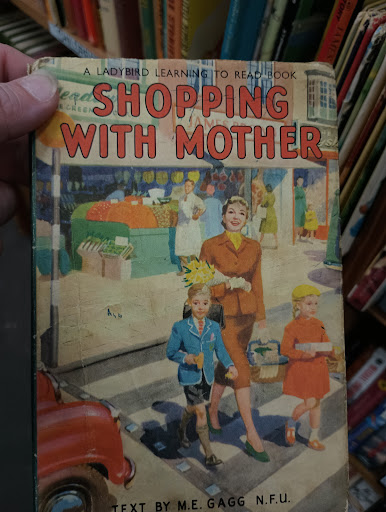 A LADYBIRD LEARNING TO READ BOOK
SHOPPING
WITH MOTHER
TEXT BY M.E. GAGG N.F.U.